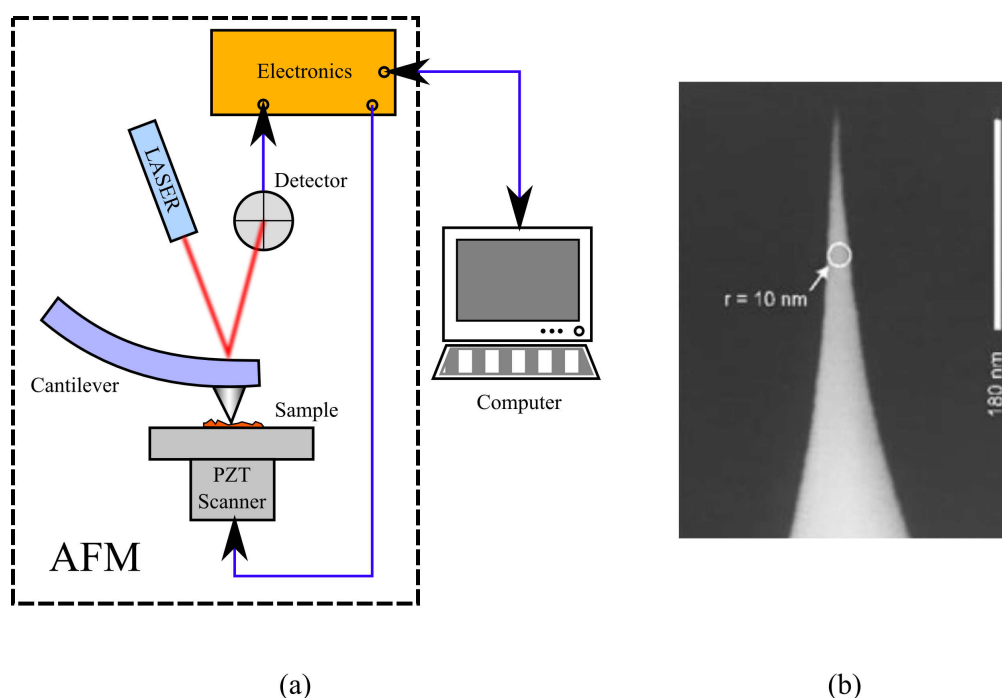 Electronics
LASER
Detector
Cantilever
Sample
PZT
Scanner
AFM
Computer
r = 10 nm
180 nm
(a)
(b)